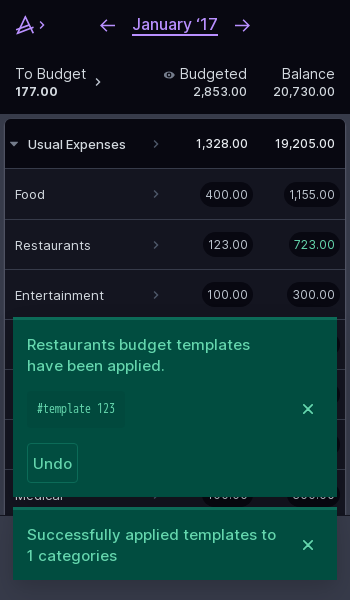 January ‘17
To Budget Budgeted Balance
177.00 2,853.00 20,730.00
Usual Expenses 1,328.00 19,205.00
Food 400.00 1,155.00
Restaurants 123.00 723.00
Entertainment 100.00 300.00
Restaurants budget templates
have been applied.
#template 123
Undo
Medical
Successfully applied templates to
1 categories